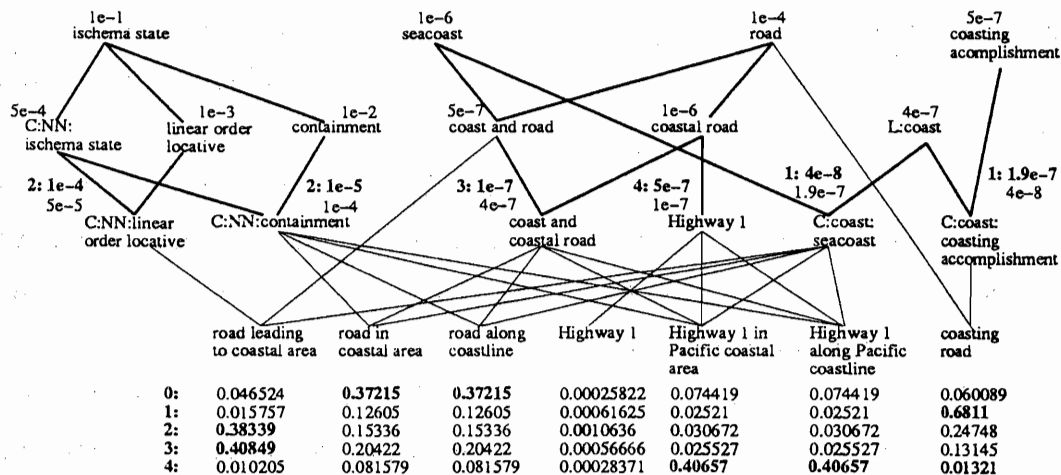 1e−1 1e−6 1e−4 5e−7
ischema state seacoast road coasting
acomplishment
5e−4 1e−3 1e−2 5e−7 1e−6 4e−7
C:NN: linear order containment coast and road coastal road L:coast
ischema state locative
2: 1e−4 2: 1e−5 3: 1e−7 4: 5e−7 1: 4e−8 1: 1.9e−7
5e−5 1e−4 4e−7 1e−7 1.9e−7 4e−8
C:NN:linear C:NN:containment coast and Highway 1 C:coast: C:coast:
order locative coastal road seacoast coasting
accomplishment
road leading road in road along Highway 1 Highway 1 in Highway 1 coasting
to coastal area coastal area coastline Pacific coastal along Pacific road
area coastline
0: 0.046524 0.37215 0.37215 0.00025822 0.074419 0.074419 0.060089
1: 0.015757 0.12605 0.12605 0.00061625 0.02521 0.02521 0.6811
2: 0.38339 0.15336 0.15336 0.0010636 0.030672 0.030672 0.24748
3: 0.40849 0.20422 0.20422 0.00056666 0.025527 0.025527 0.13145
4: 0.010205 0.081579 0.081579 0.00028371 0.40657 0.40657 0.01321